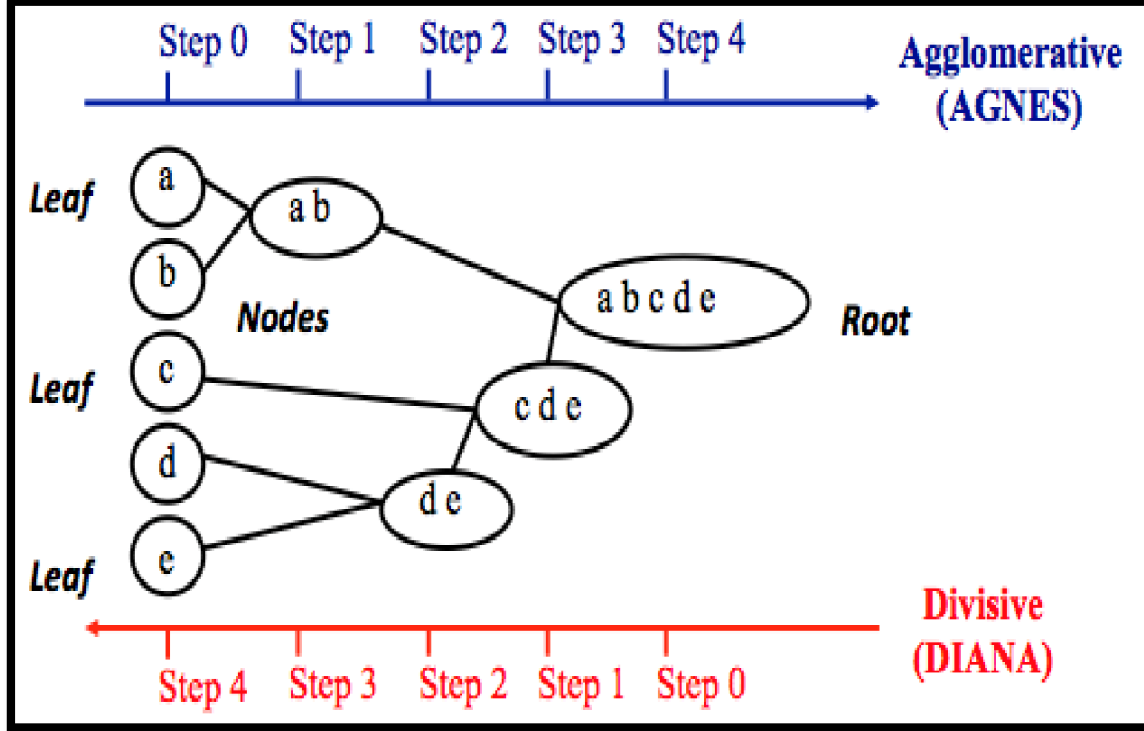 Step 0 Step 1 Step 2 Step 3 Step 4
Agglomerative
(AGNES)
Leaf
a
a b
b
Nodes
a b c d e
Root
Leaf
c
c d e
d
d e
e
Leaf
Divisive
(DIANA)
Step 4 Step 3 Step 2 Step 1 Step 0